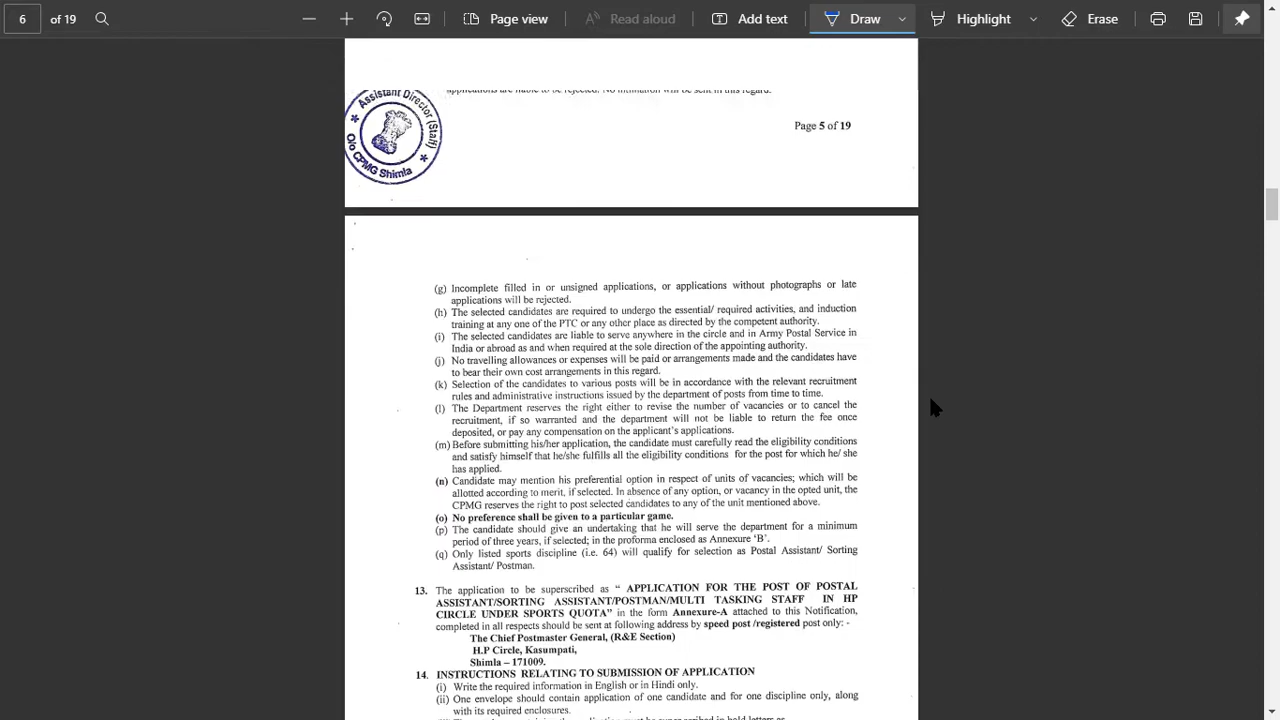 6 of 19 Page view Read aloud Add text Draw Highlight Erase
applications are liable to be rejected. No intimation will be sent in this regard.
Assistant Director (Staff)
O/o CPMG Shimla
Page 5 of 19
(g) Incomplete filled in or unsigned applications, or applications without photographs or late
applications will be rejected.
(h) The selected candidates are required to undergo the essential/ required activities, and induction
training at any one of the PTC or any other place as directed by the competent authority.
(i) The selected candidates are liable to serve anywhere in the circle and in Army Postal Service in
India or abroad as and when required at the sole direction of the appointing authority.
(j) No travelling allowances or expenses will be paid or arrangements made and the candidates have
to bear their own cost arrangements in this regard.
(k) Selection of the candidates to various posts will be in accordance with the relevant recruitment
rules and administrative instructions issued by the department of posts from time to time.
(l) The Department reserves the right either to revise the number of vacancies or to cancel the
recruitment, if so warranted and the department will not be liable to return the fee once
deposited, or pay any compensation on the applicant's applications.
(m) Before submitting his/her application, the candidate must carefully read the eligibility conditions
and satisfy himself that he/she fulfills all the eligibility conditions for the post for which he/ she
has applied.
(n) Candidate may mention his preferential option in respect of units of vacancies; which will be
allotted according to merit, if selected. In absence of any option, or vacancy in the opted unit, the
CPMG reserves the right to post selected candidates to any of the unit mentioned above.
(o) No preference shall be given to a particular game.
(p) The candidate should give an undertaking that he will serve the department for a minimum
period of three years, if selected; in the proforma enclosed as Annexure ‘B’.
(q) Only listed sports discipline (i.e. 64) will qualify for selection as Postal Assistant/ Sorting
Assistant/ Postman.
13. The application to be superscribed as “ APPLICATION FOR THE POST OF POSTAL
ASSISTANT/SORTING ASSISTANT/POSTMAN/MULTI TASKING STAFF IN HP
CIRCLE UNDER SPORTS QUOTA” in the form Annexure-A attached to this Notification,
completed in all respects should be sent at following address by speed post /registered post only: -
The Chief Postmaster General, (R&E Section)
H.P Circle, Kasumpati,
Shimla – 171009.
14. INSTRUCTIONS RELATING TO SUBMISSION OF APPLICATION
(i) Write the required information in English or in Hindi only.
(ii) One envelope should contain application of one candidate and for one discipline only, along
with its required enclosures.